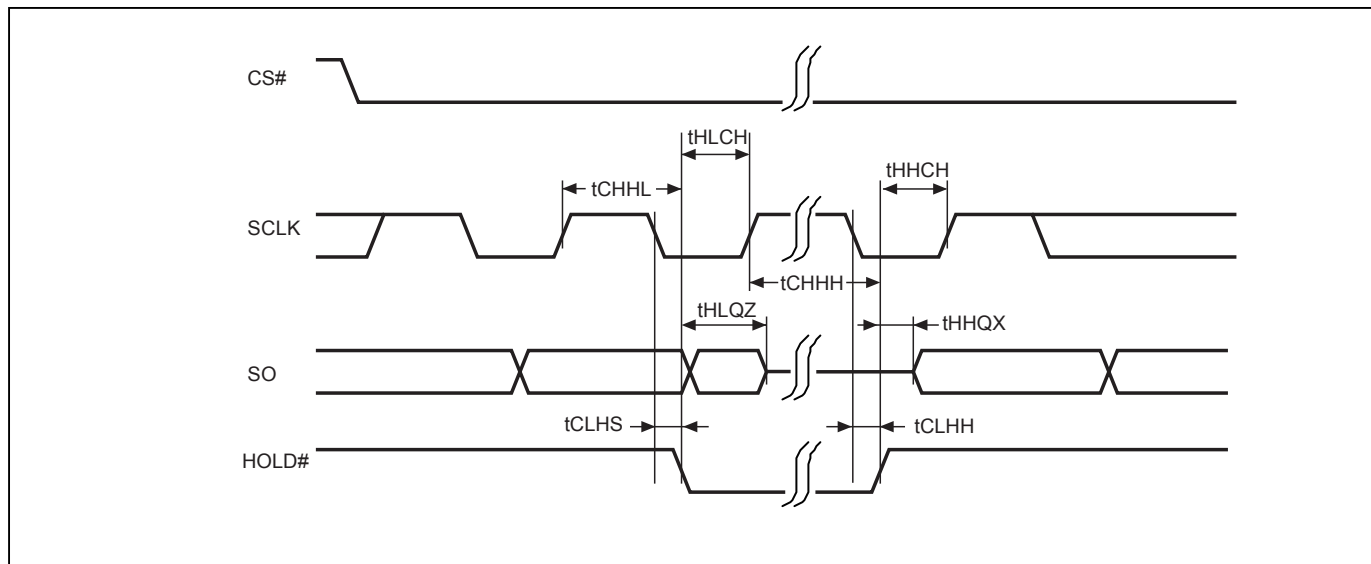 CS#
tHLCH
tHHCH
tCHHL
SCLK
tCHHH
tHLQZ
tHHQX
SO
tCLHS
tCLHH
HOLD#